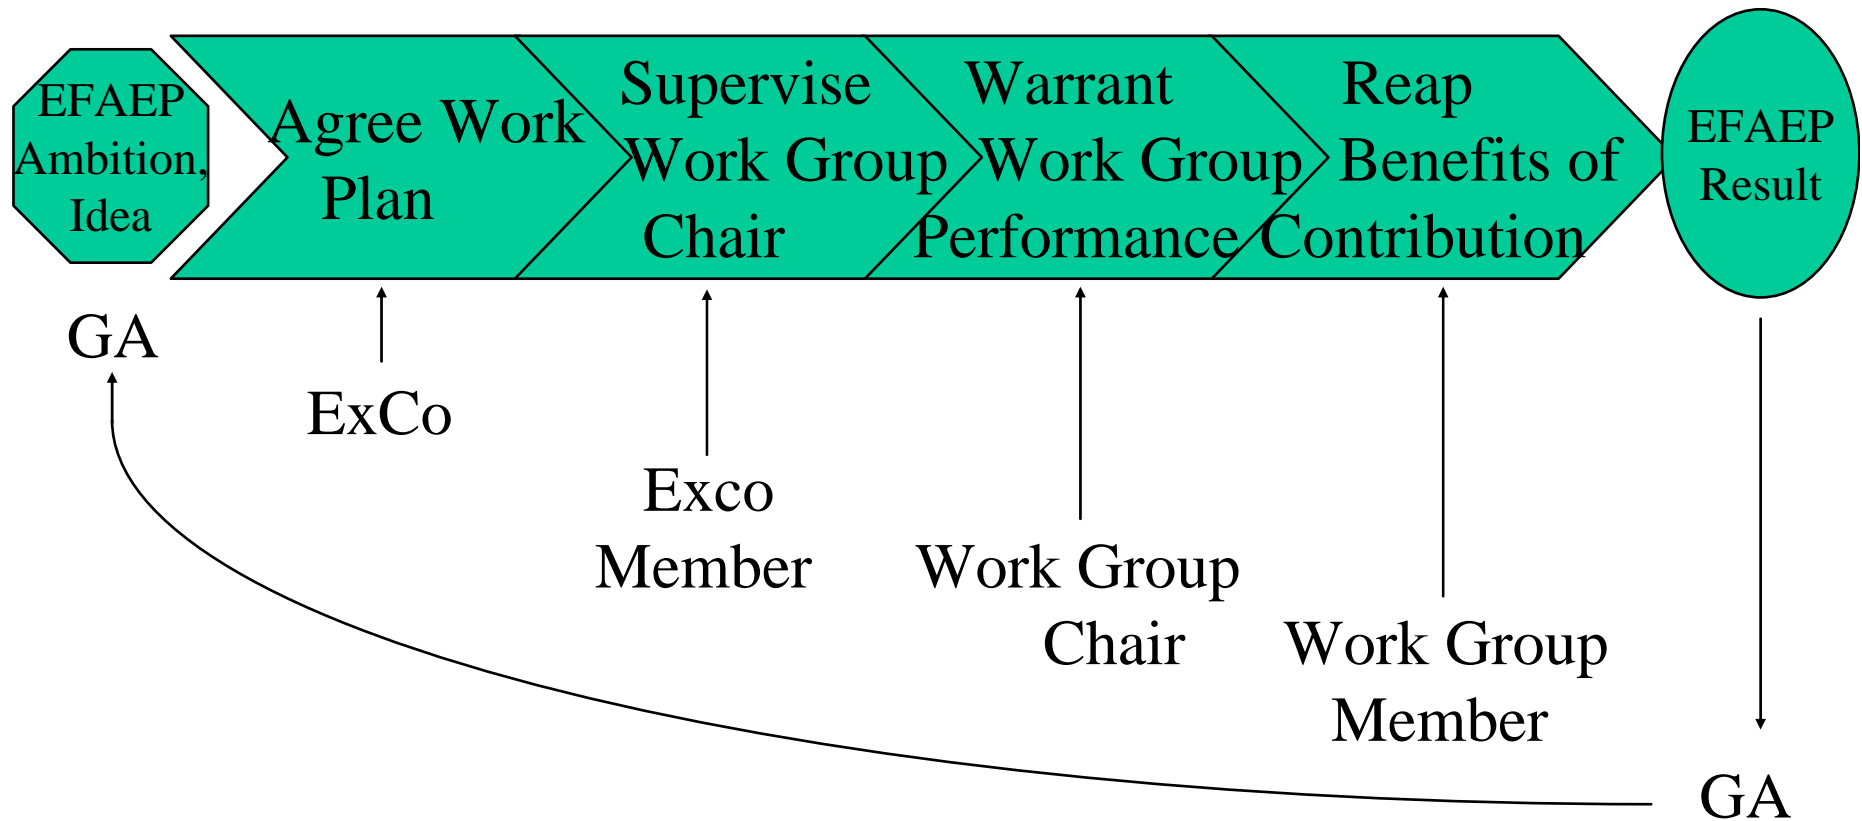 EFAEP
Ambition,
Idea
Agree Work
Plan
Supervise
Work Group
Chair
Warrant
Work Group
Performance
Reap
Benefits of
Contribution
EFAEP
Result
GA
ExCo
Exco
Member
Work Group
Chair
Work Group
Member
GA